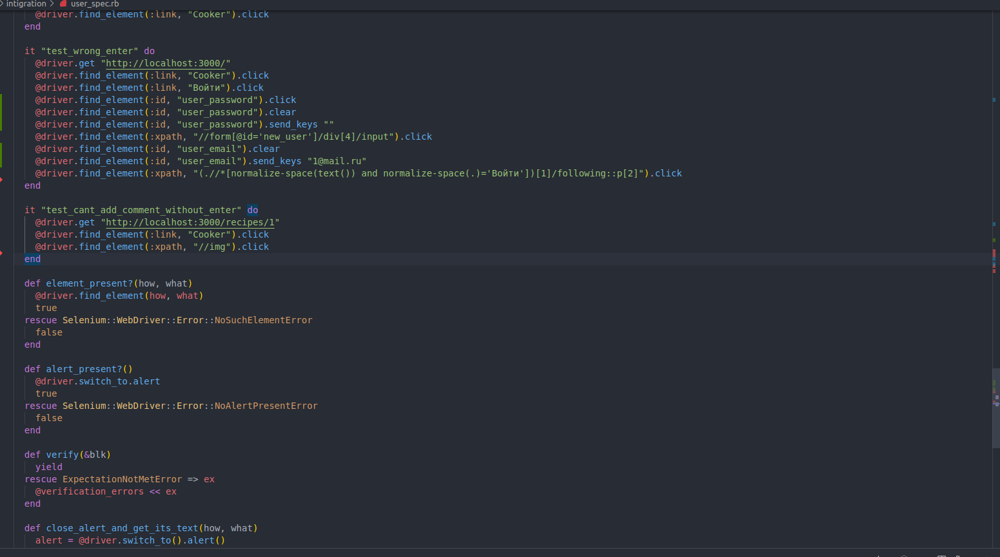 intigration > user_spec.rb
@driver.find_element(:link, "Cooker").click
end
it "test_wrong_enter" do
@driver.get "http://localhost:3000/"
@driver.find_element(:link, "Cooker").click
@driver.find_element(:link, "Войти").click
@driver.find_element(:id, "user_password").click
@driver.find_element(:id, "user_password").clear
@driver.find_element(:id, "user_password").send_keys ""
@driver.find_element(:xpath, "//form[@id='new_user']/div[4]/input").click
@driver.find_element(:id, "user_email").clear
@driver.find_element(:id, "user_email").send_keys "1@mail.ru"
@driver.find_element(:xpath, "(.//*[normalize-space(text()) and normalize-space(.)='Войти'])[1]/following::p[2]").click
end
it "test_cant_add_comment_without_enter" do
@driver.get "http://localhost:3000/recipes/1"
@driver.find_element(:link, "Cooker").click
@driver.find_element(:xpath, "//img").click
end
def element_present?(how, what)
@driver.find_element(how, what)
true
rescue Selenium::WebDriver::Error::NoSuchElementError
false
end
def alert_present?()
@driver.switch_to.alert
true
rescue Selenium::WebDriver::Error::NoAlertPresentError
false
end
def verify(&blk)
yield
rescue ExpectationNotMetError => ex
@verification_errors << ex
end
def close_alert_and_get_its_text(how, what)
alert = @driver.switch_to().alert()